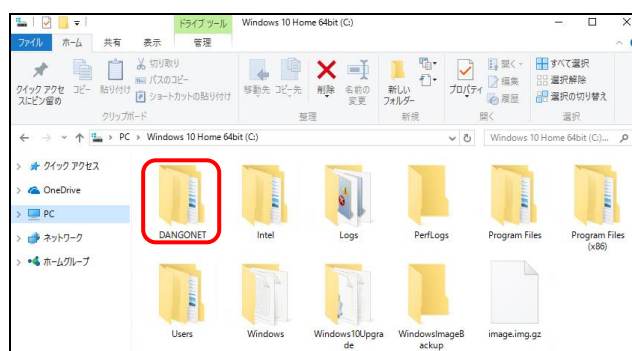 ドライブ ツール Windows 10 Home 64bit (C:)
ファイル ホーム 共有 表示 管理
クイック アクセスにピン留め
コピー
貼り付け
切り取り
パスのコピー
ショートカットの貼り付け
クリップボード
移動先
コピー先
削除
名前の変更
整理
新しいフォルダー
新規
プロパティ
開く
編集
履歴
開く
すべて選択
選択解除
選択の切り替え
選択
PC › Windows 10 Home 64bit (C:)
Windows 10 Home 64bit (C:)...
クイック アクセス
OneDrive
PC
ネットワーク
ホームグループ
DANGONET Intel Logs PerfLogs Program Files Program Files
(x86)
Users Windows Windows10Upgra WindowsImageB image.img.gz
de ackup